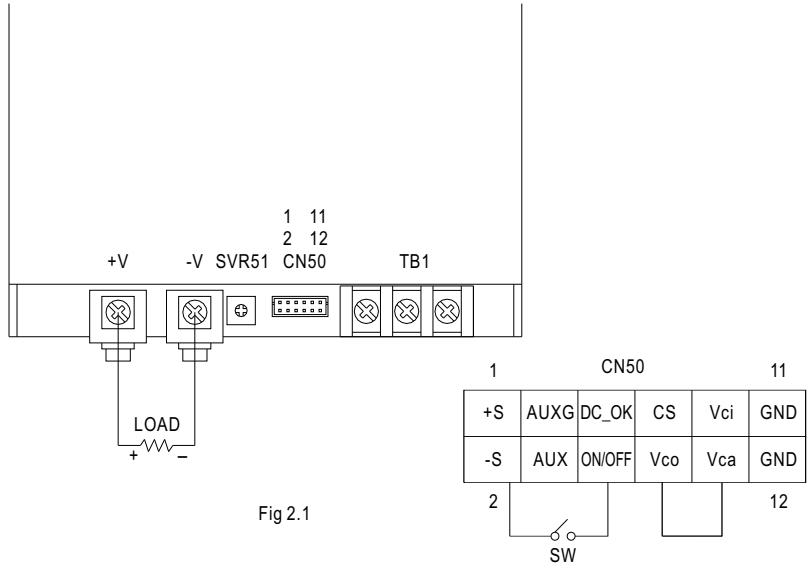 1 11
2 12
+V -V SVR51 CN50 TB1
LOAD
+ –
1 CN50 11
+S AUXG DC_OK CS Vci GND
-S AUX ON/OFF Vco Vca GND
2 12
SW
Fig 2.1